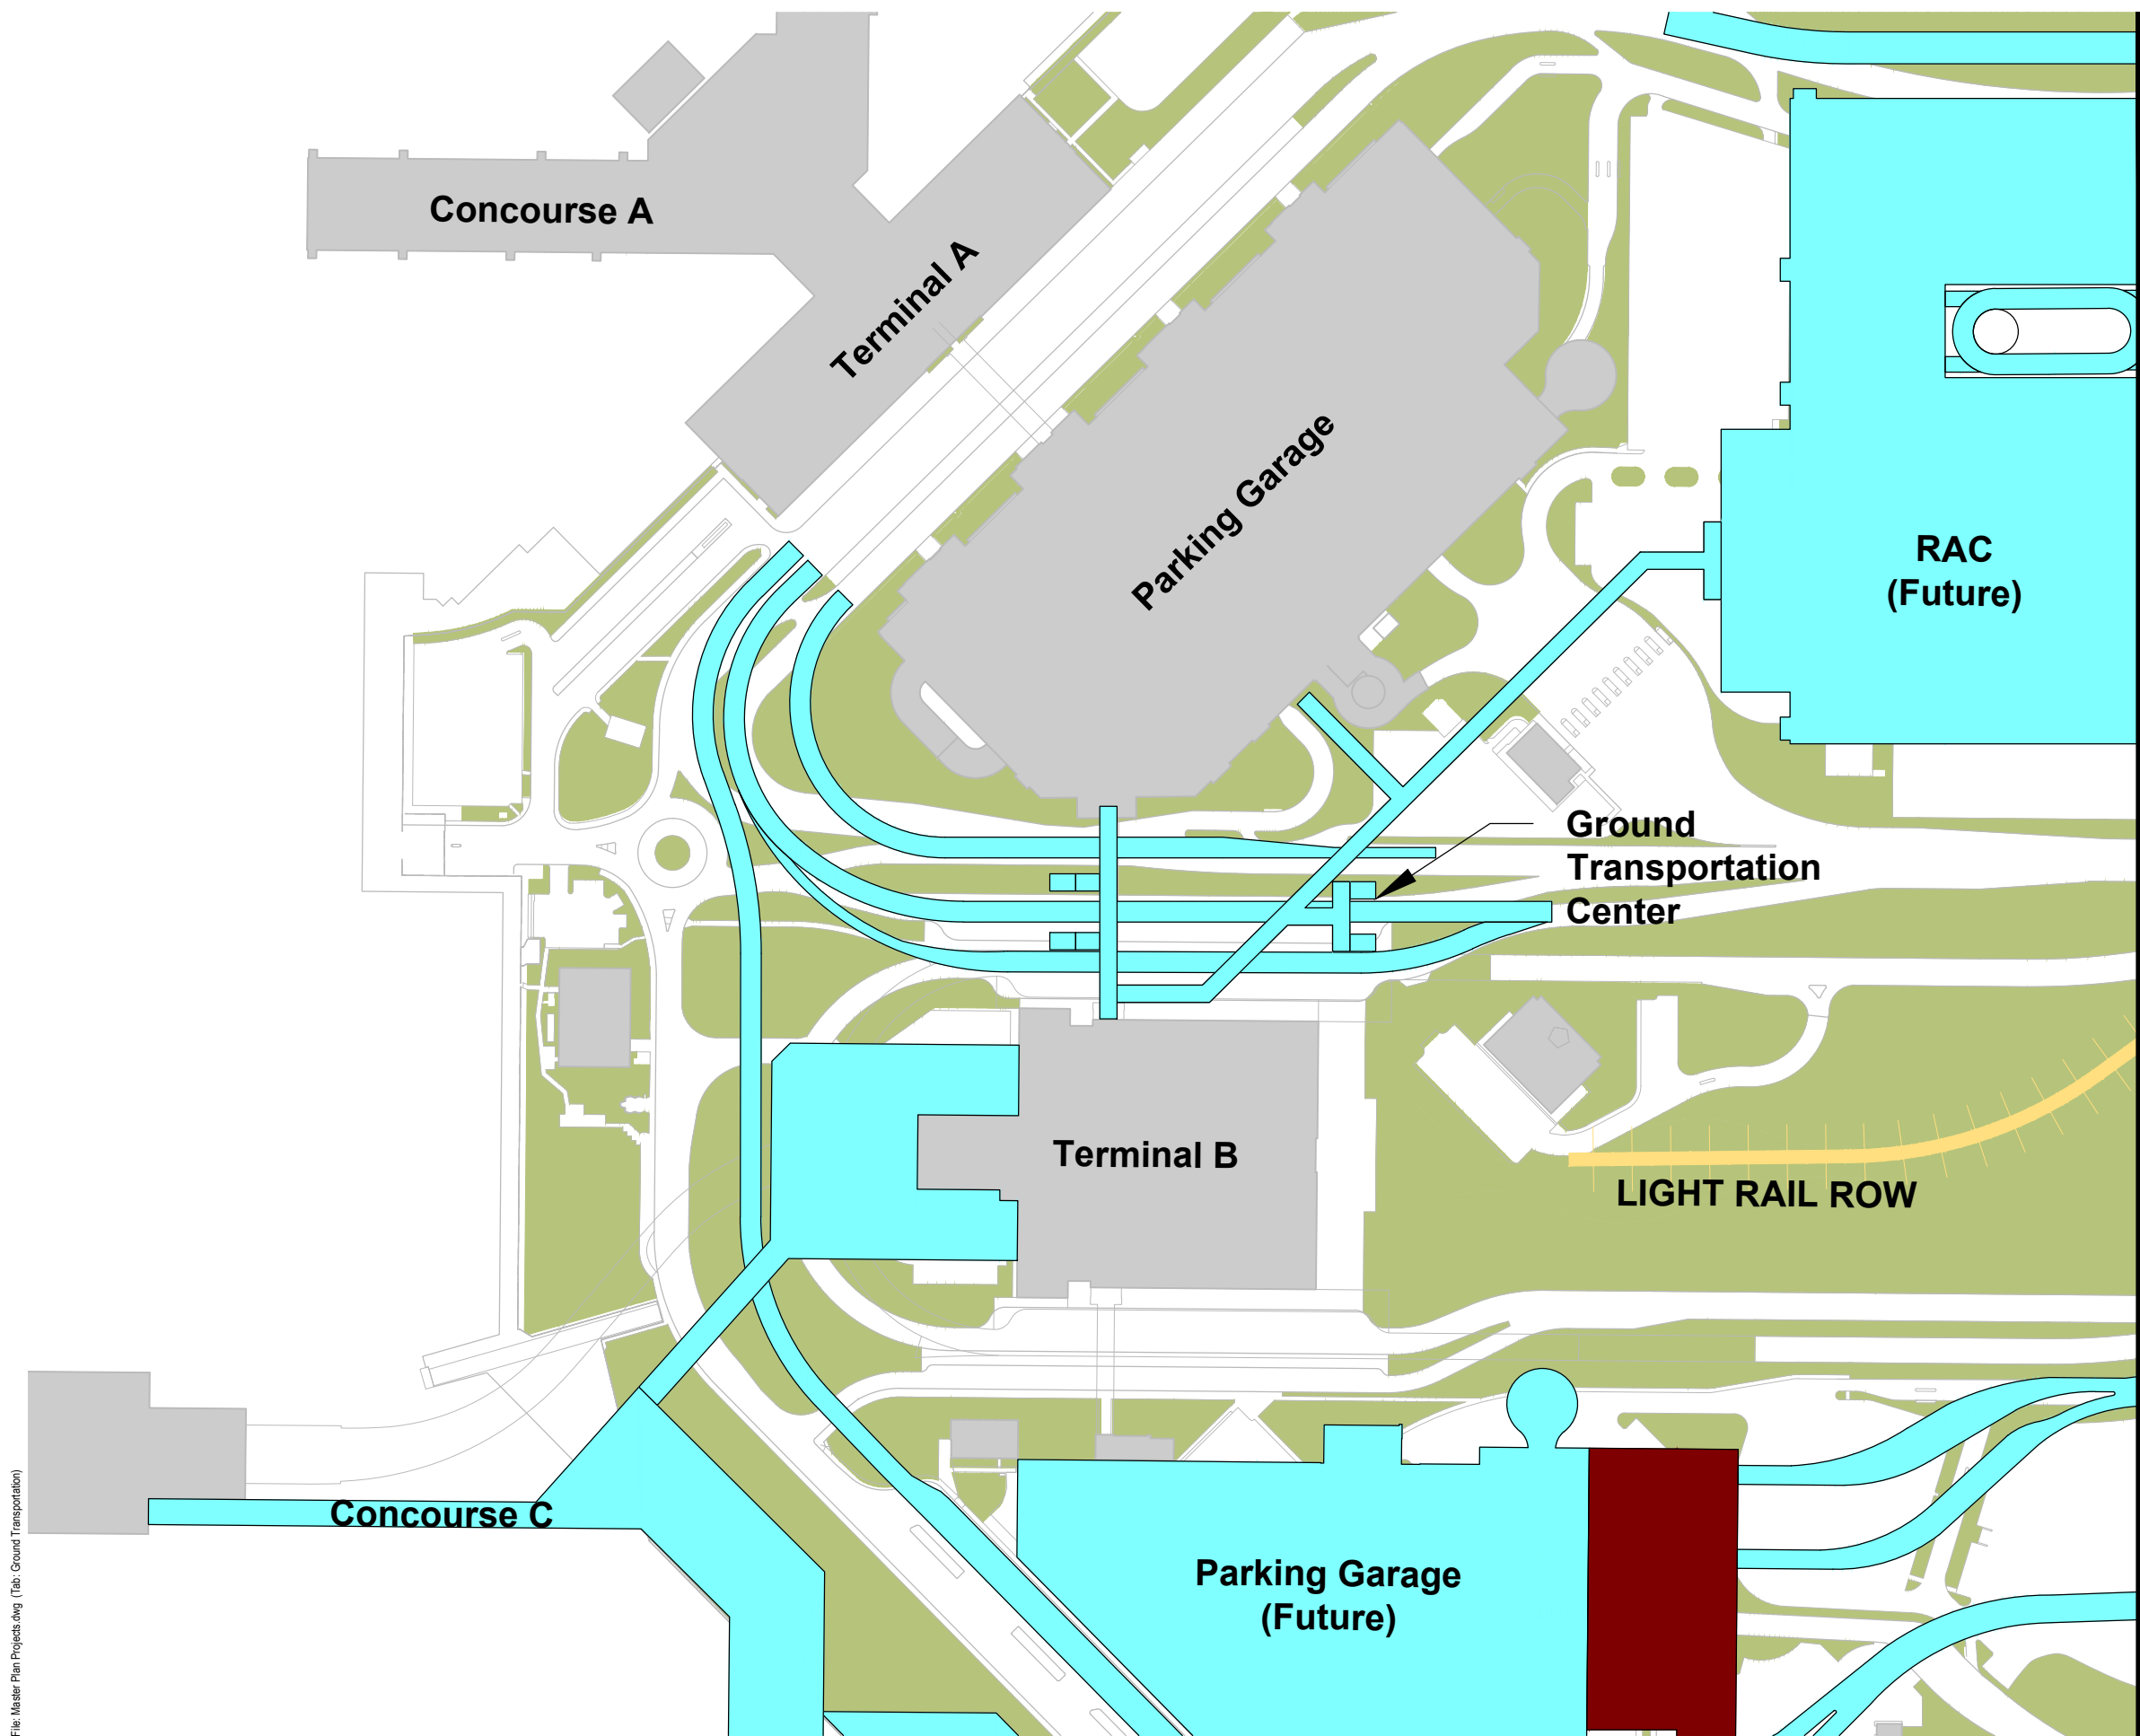 Concourse A
Terminal A
Parking Garage
RAC
(Future)
Ground
Transportation
Center
Terminal B
LIGHT RAIL ROW
Concourse C
Parking Garage
(Future)
File: Master Plan Projects.dwg (Tab: Ground Transportation)